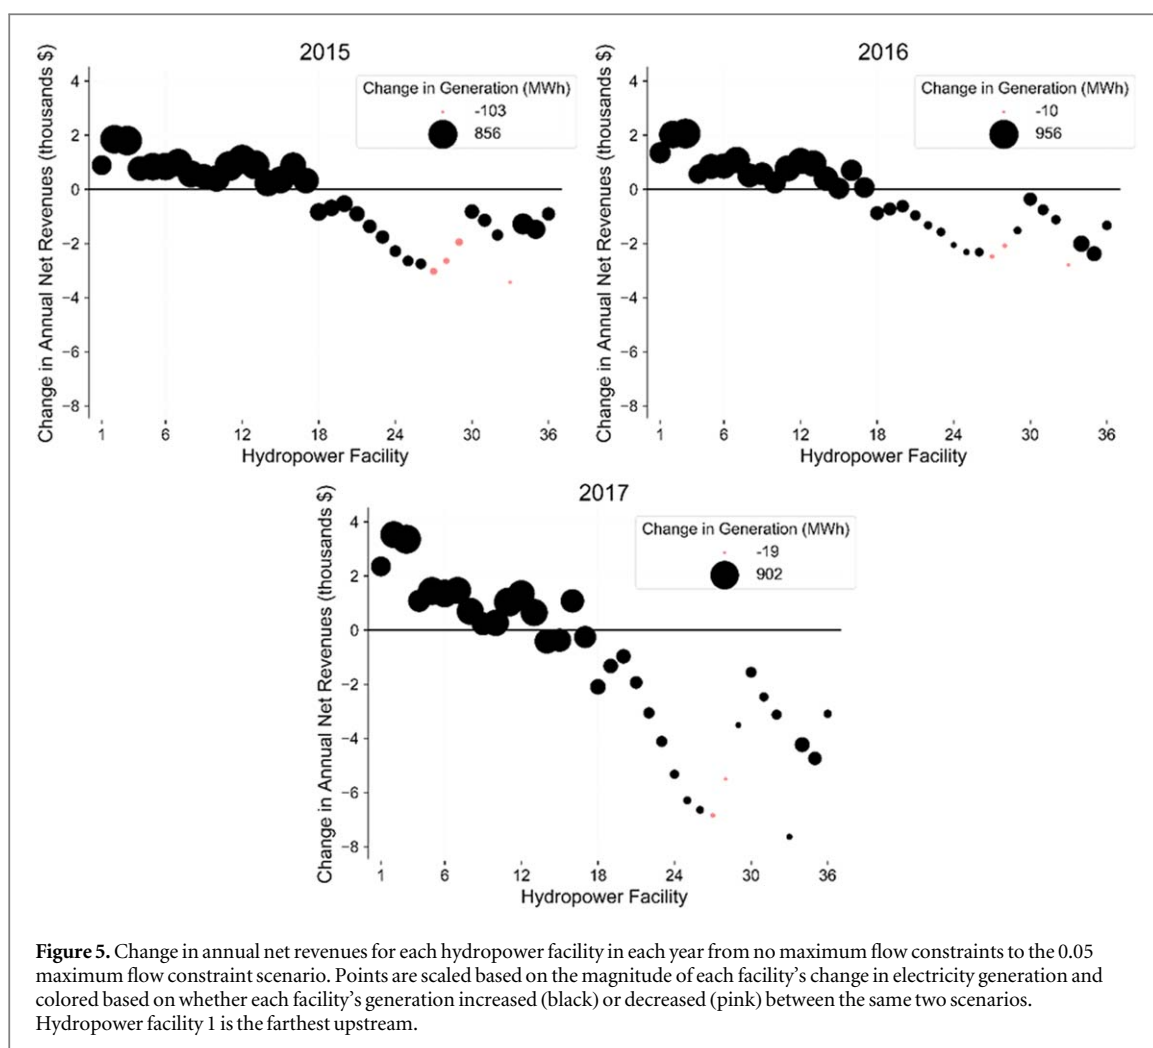 2015
Change in Annual Net Revenues (thousands $)
4
2
0
−2
−4
−6
−8
Change in Generation (MWh)
-103
856
1 6 12 18 24 30 36
Hydropower Facility
2016
Change in Annual Net Revenues (thousands $)
4
2
0
−2
−4
−6
−8
Change in Generation (MWh)
-10
956
1 6 12 18 24 30 36
Hydropower Facility
2017
Change in Annual Net Revenues (thousands $)
4
2
0
−2
−4
−6
−8
Change in Generation (MWh)
-19
902
1 6 12 18 24 30 36
Hydropower Facility
Figure 5. Change in annual net revenues for each hydropower facility in each year from no maximum flow constraints to the 0.05
maximum flow constraint scenario. Points are scaled based on the magnitude of each facility's change in electricity generation and
colored based on whether each facility's generation increased (black) or decreased (pink) between the same two scenarios.
Hydropower facility 1 is the farthest upstream.